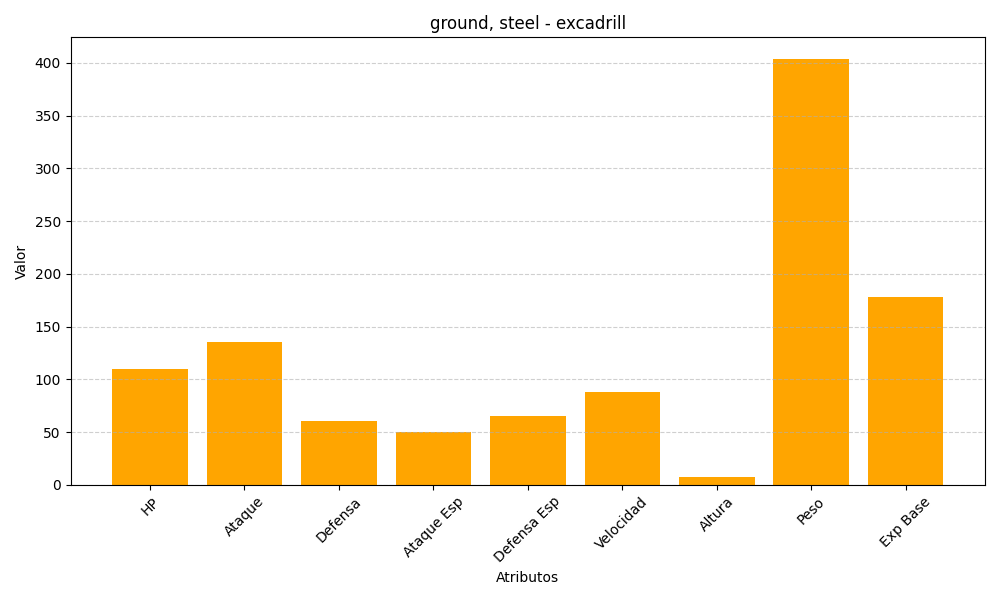 ground, steel - excadrill
Valor
400
350
300
250
200
150
100
50
0
HP
Ataque
Defensa
Ataque Esp
Defensa Esp
Velocidad
Altura
Peso
Exp Base
Atributos